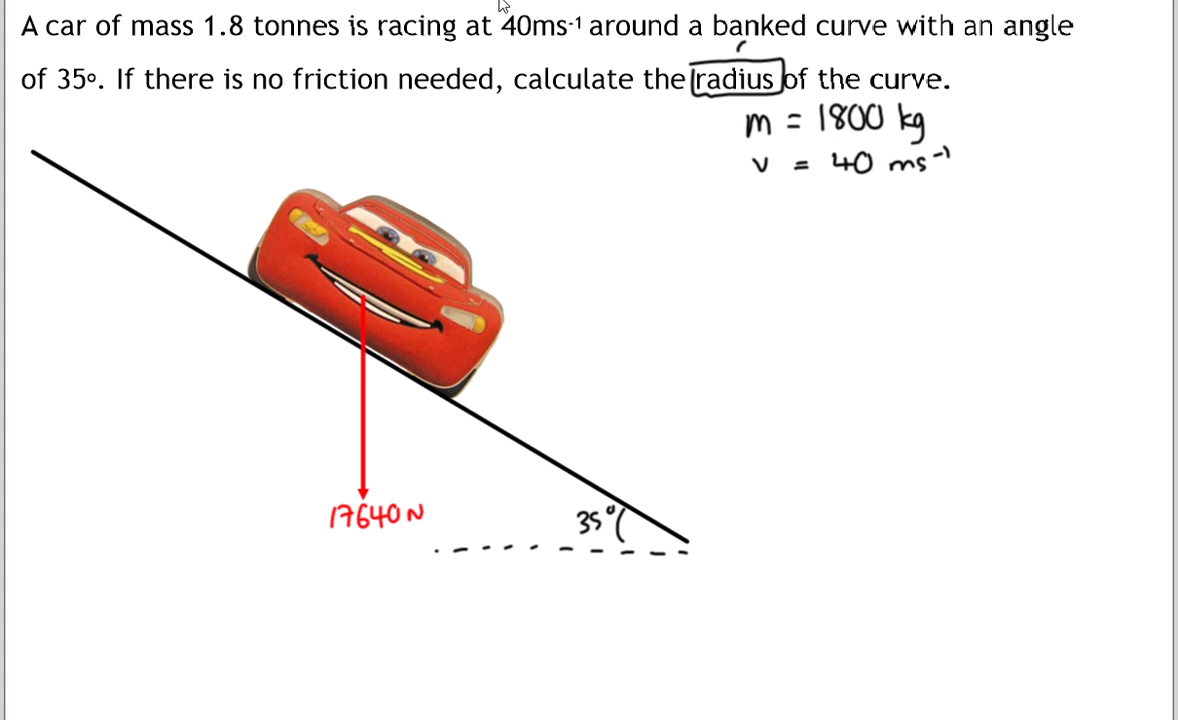 A car of mass 1.8 tonnes is racing at 40ms-1 around a banked curve with an angle
of 35º. If there is no friction needed, calculate the radius of the curve.
r
m = 1800 kg
v = 40 ms⁻¹
17640 N
35°